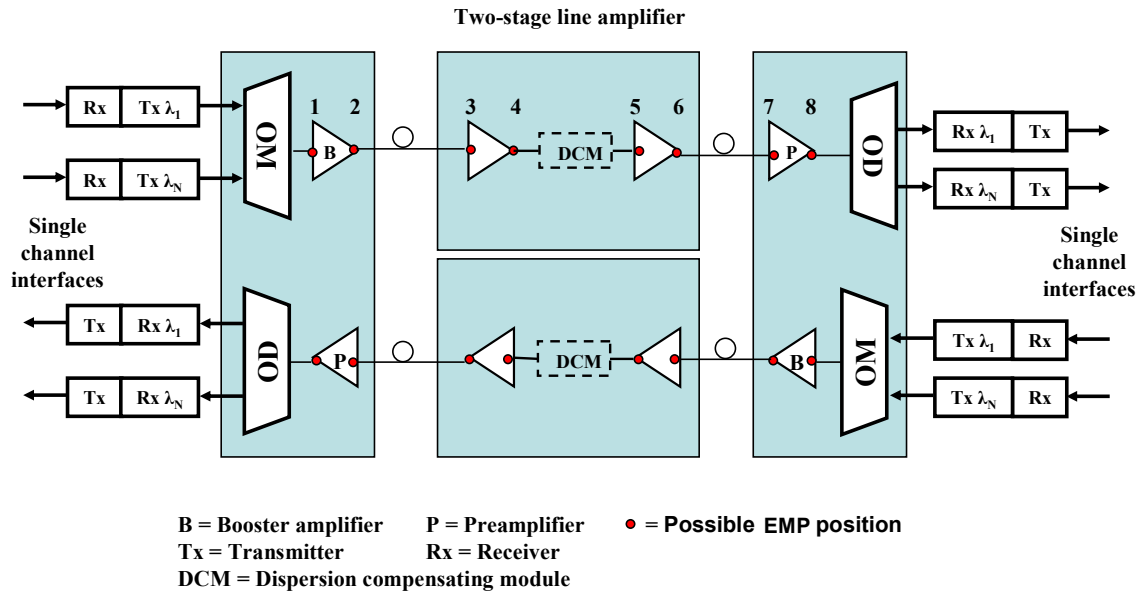 Two-stage line amplifier
Rx Tx λ1
OM
1 2
B
3 4
DCM
5 6
7 8
P
OD
Rx λ1 Tx
Rx Tx λN
Rx λN Tx
Single
channel
interfaces
Single
channel
interfaces
Tx Rx λ1
OD
P
DCM
B
OM
Tx λ1 Rx
Tx Rx λN
Tx λN Rx
B = Booster amplifier P = Preamplifier = Possible EMP position
Tx = Transmitter Rx = Receiver
DCM = Dispersion compensating module